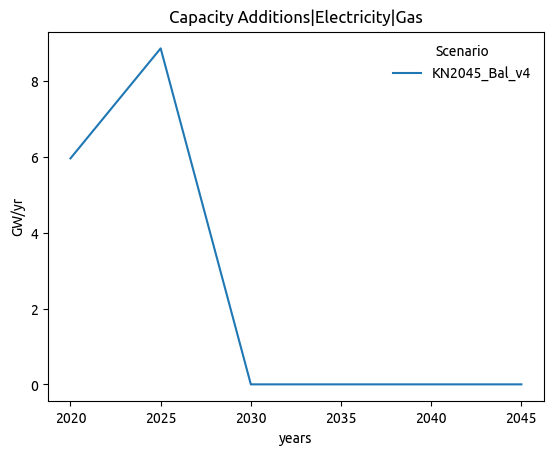 Capacity Additions|Electricity|Gas
Scenario
KN2045_Bal_v4
GW/yr
8
6
4
2
0
2020 2025 2030 2035 2040 2045
years